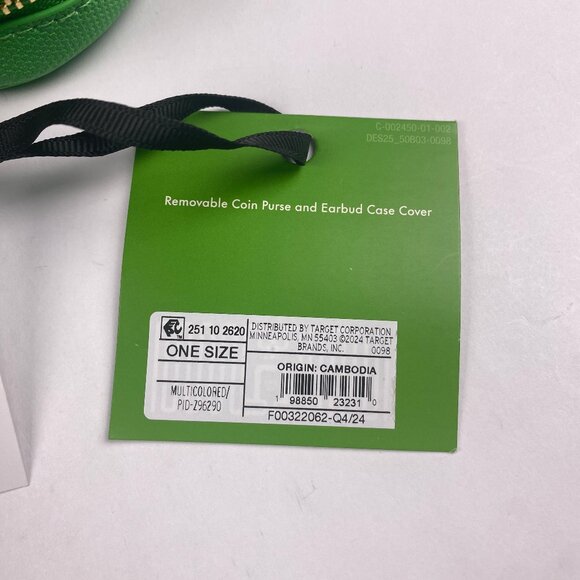 C-002450-01-002
DES25_50803-0098
Removable Coin Purse and Earbud Case Cover
251 10 2620
ONE SIZE
MULTICOLORED/
PID-Z96290
DISTRIBUTED BY TARGET CORPORATION
MINNEAPOLIS, MN 55403 ©2024 TARGET
BRANDS, INC. 0098
ORIGIN: CAMBODIA
1 98850 23231 0
F00322062-Q4/24